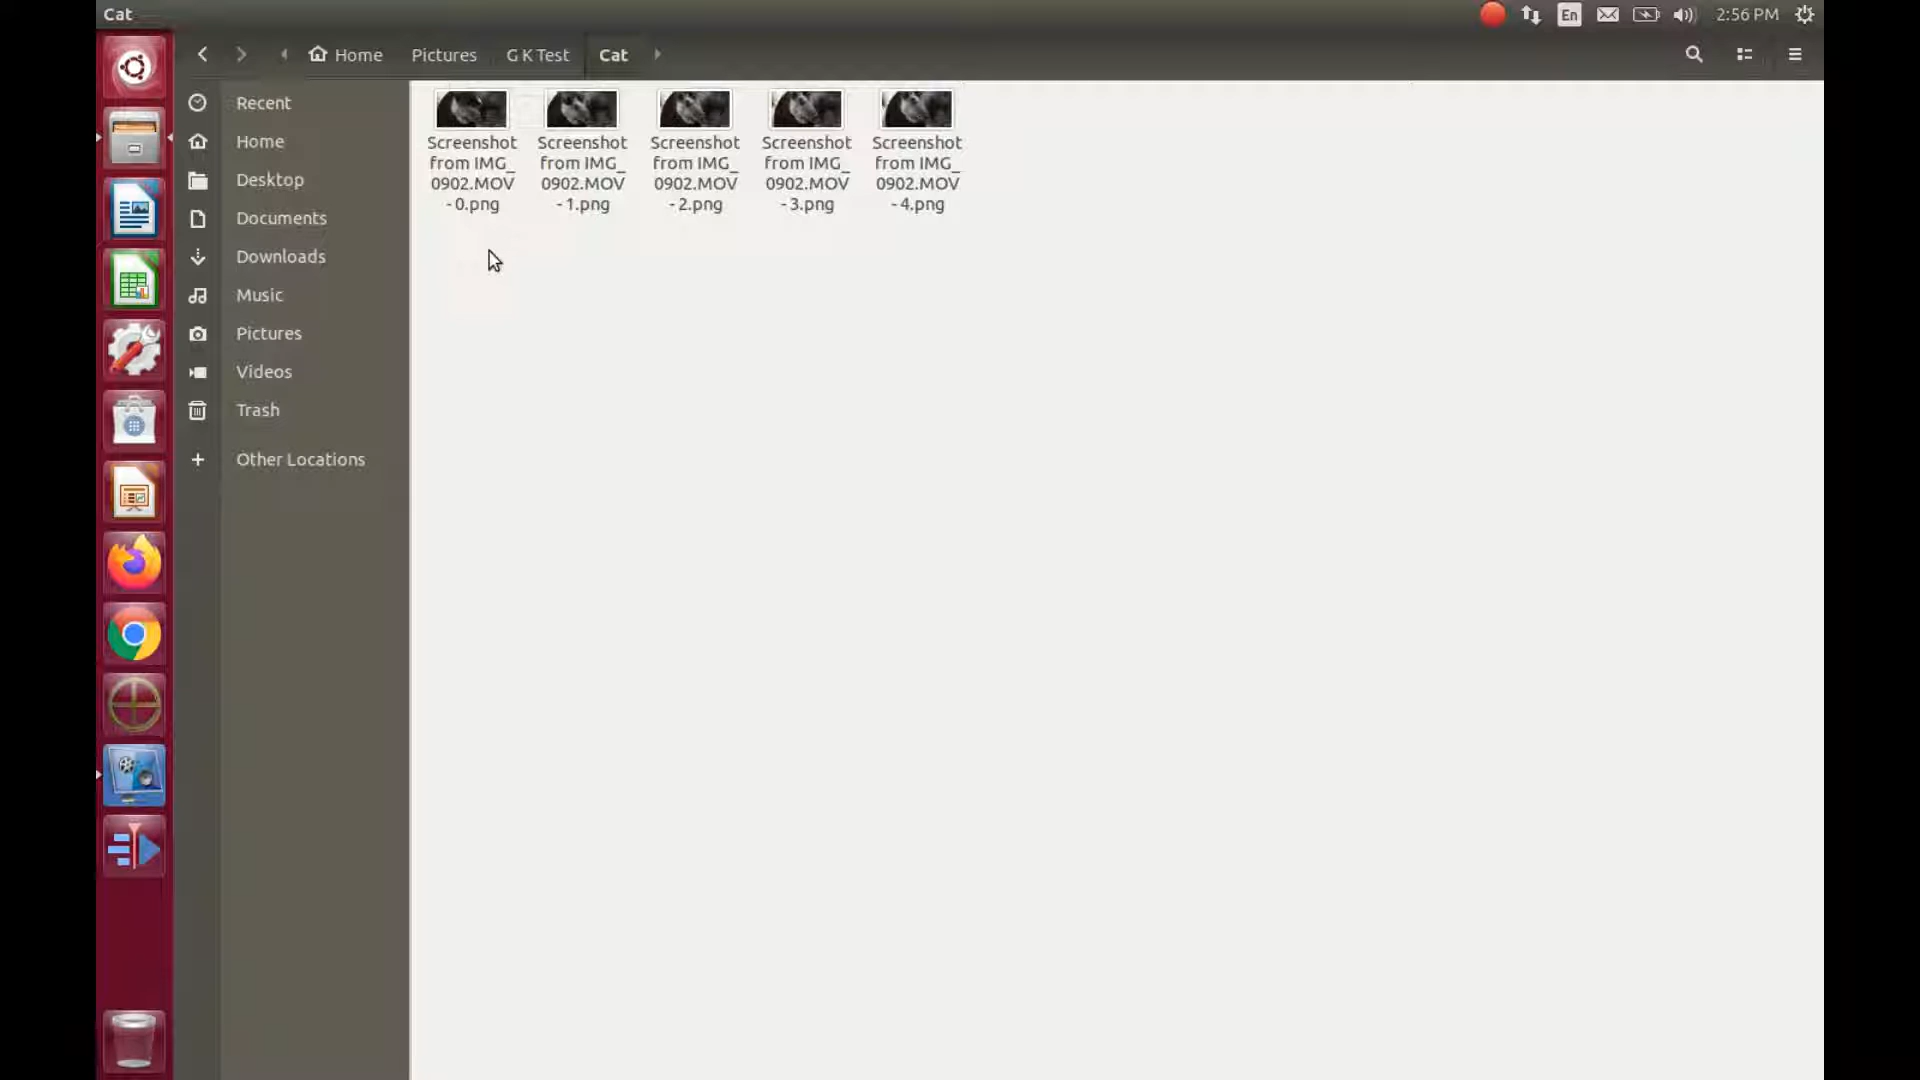 Cat
En
2:56 PM
Home
Pictures
G K Test
Cat
Recent
Home
Desktop
Documents
Downloads
Music
Pictures
Videos
Trash
Other Locations
Screenshot
from IMG_
0902.MOV
- 0.png
Screenshot
from IMG_
0902.MOV
- 1.png
Screenshot
from IMG_
0902.MOV
- 2.png
Screenshot
from IMG_
0902.MOV
- 3.png
Screenshot
from IMG_
0902.MOV
- 4.png